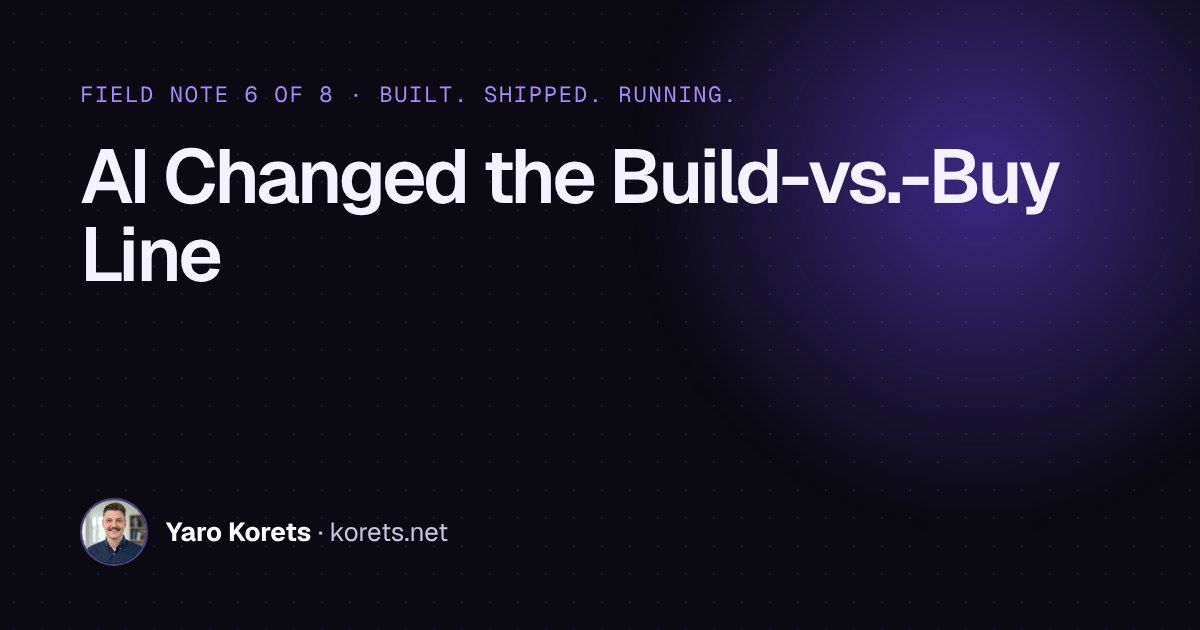 FIELD NOTE 6 OF 8 · BUILT. SHIPPED. RUNNING.
AI Changed the Build-vs.-Buy
Line
Yaro Korets · korets.net